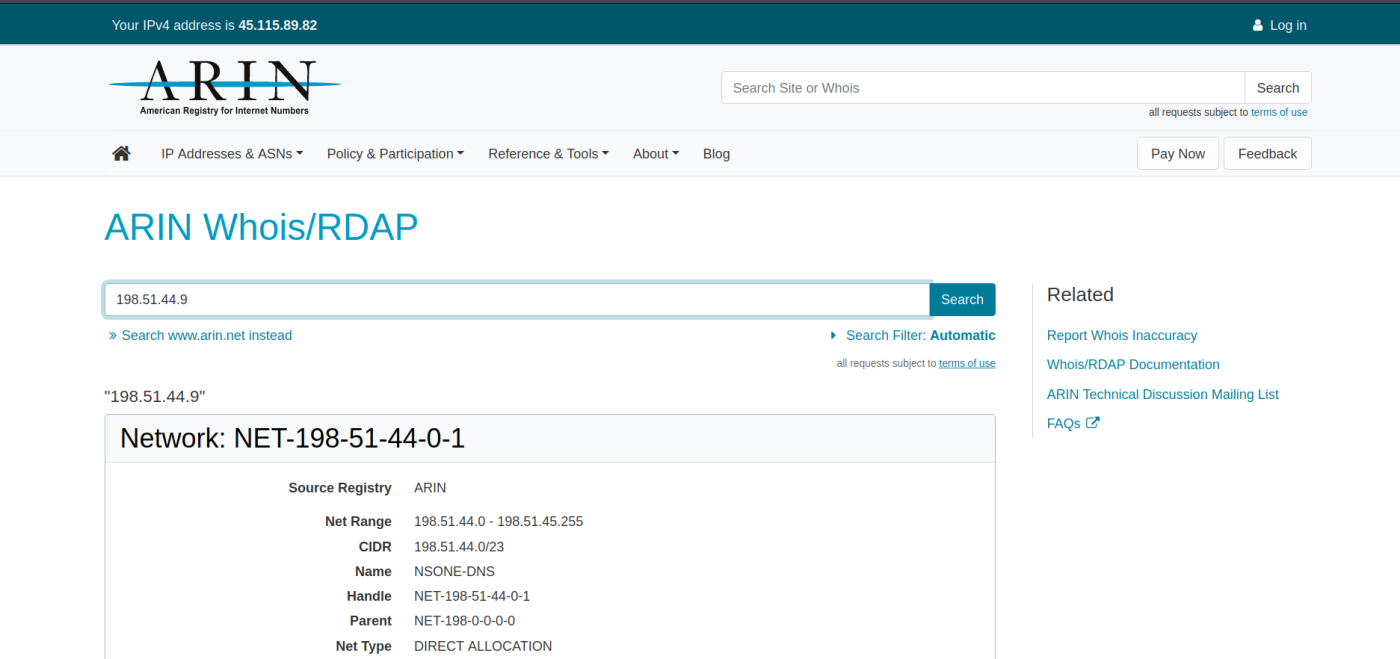 Your IPv4 address is 45.115.89.82
Log in
ARIN
American Registry for Internet Numbers
Search Site or Whois
Search
all requests subject to terms of use
IP Addresses & ASNs
Policy & Participation
Reference & Tools
About
Blog
Pay Now
Feedback
ARIN Whois/RDAP
198.51.44.9
Search
» Search www.arin.net instead
Search Filter: Automatic
all requests subject to terms of use
"198.51.44.9"
Network: NET-198-51-44-0-1
Source Registry ARIN
Net Range 198.51.44.0 - 198.51.45.255
CIDR 198.51.44.0/23
Name NSONE-DNS
Handle NET-198-51-44-0-1
Parent NET-198-0-0-0-0
Net Type DIRECT ALLOCATION
Related
Report Whois Inaccuracy
Whois/RDAP Documentation
ARIN Technical Discussion Mailing List
FAQs